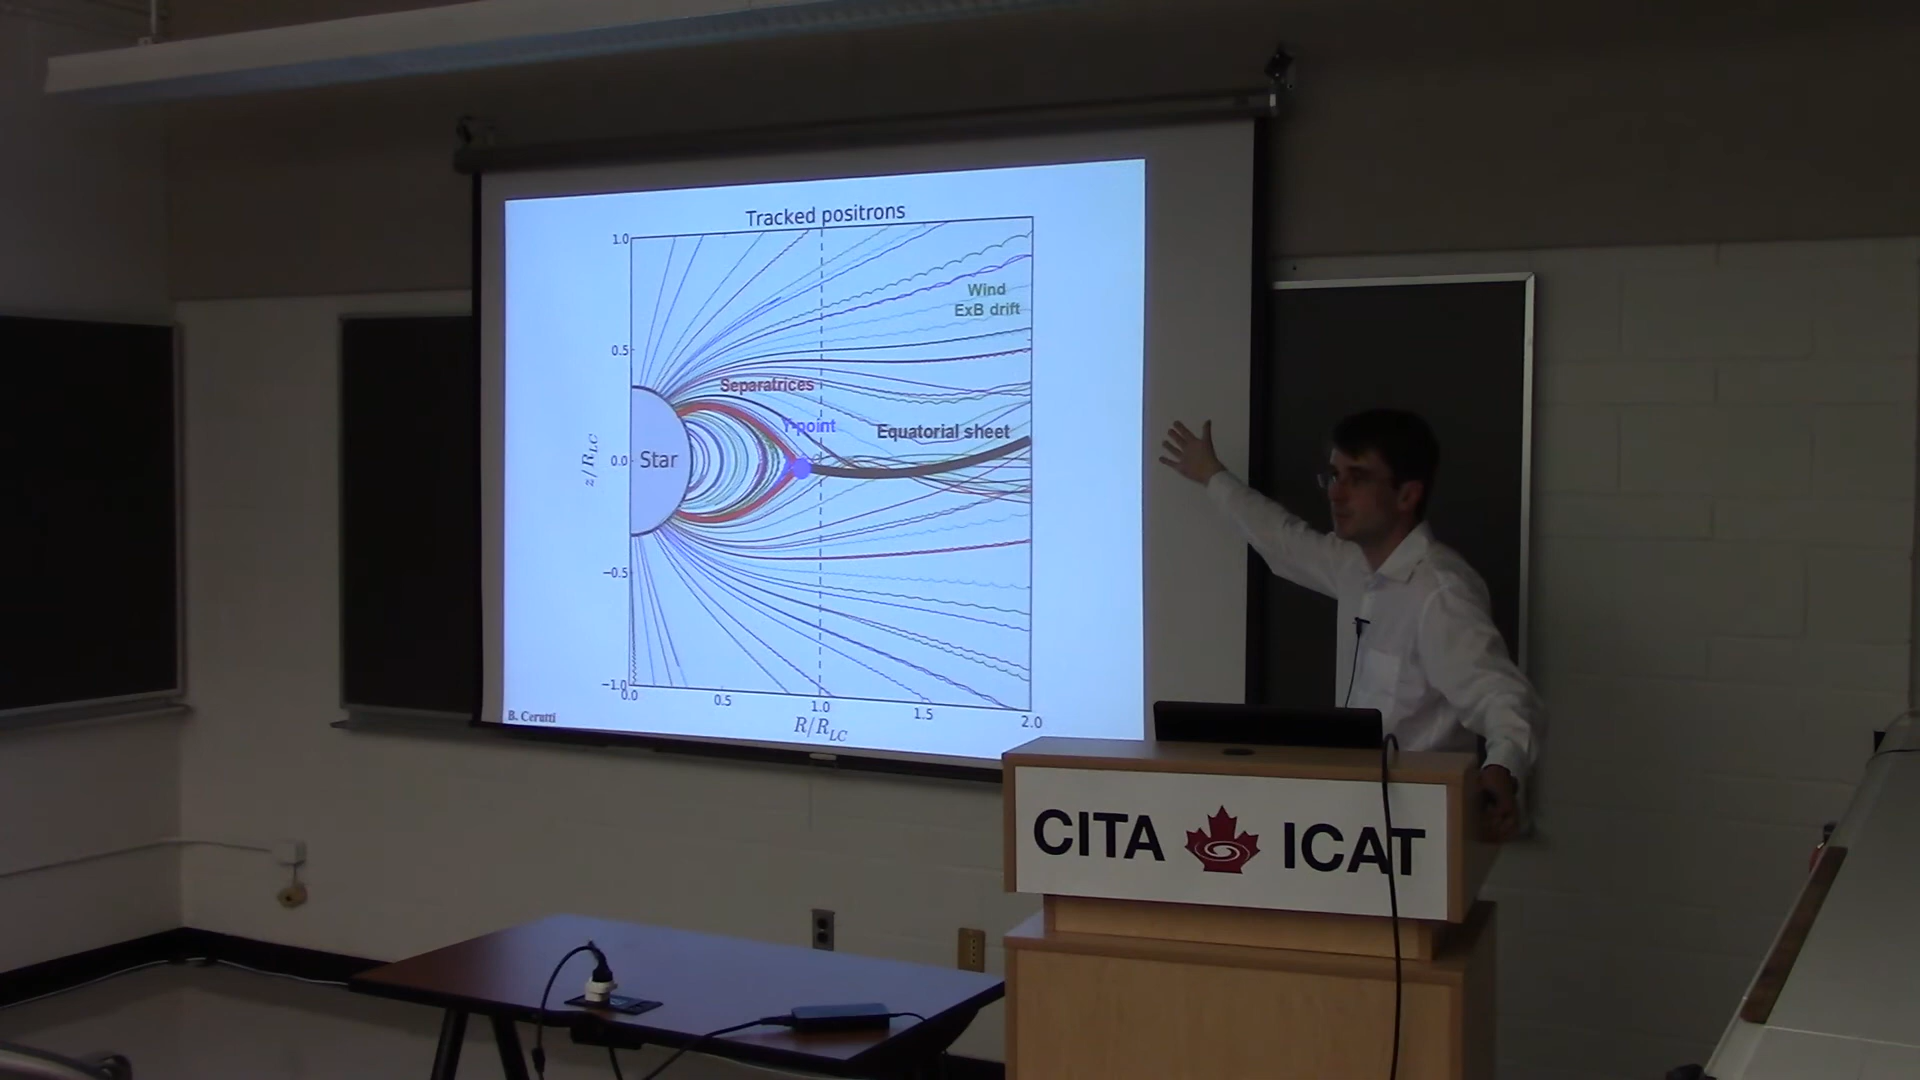 Tracked positrons
1.0
Wind
ExB drift
0.5
Separatrices
Y-point
Equatorial sheet
z/R_LC
0.0
Star
−0.5
−1.0
0.0
0.5
1.0
1.5
2.0
R/R_LC
B. Cerutti
CITA ICAT